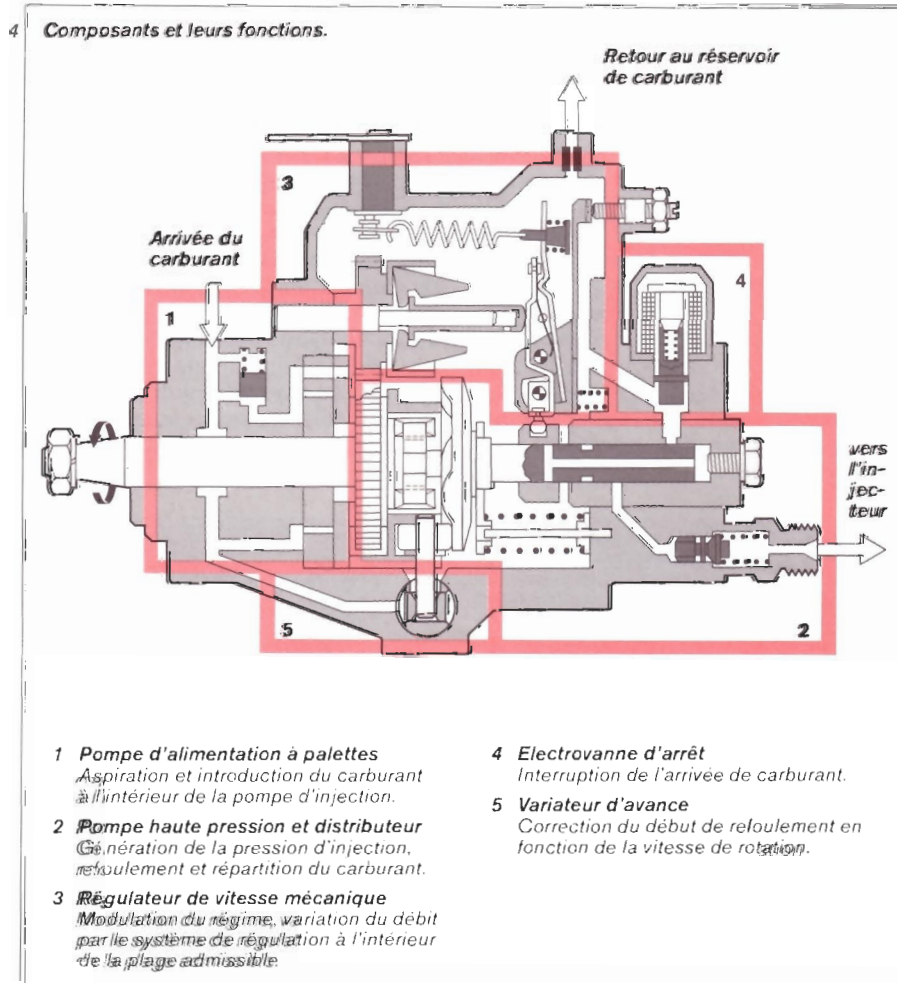 4 Composants et leurs fonctions.
Retour au réservoir
de carburant
3
Arrivée du
carburant
4
1
vers
l'in-
jec-
teur
5
2
1 Pompe d'alimentation à palettes
Aspiration et introduction du carburant
à l'intérieur de la pompe d'injection.
2 Pompe haute pression et distributeur
Génération de la pression d'injection,
refoulement et répartition du carburant.
3 Régulateur de vitesse mécanique
Modulation du régime, variation du débit
par le système de régulation à l'intérieur
de la plage admissible.
4 Electrovanne d'arrêt
Interruption de l'arrivée de carburant.
5 Variateur d'avance
Correction du début de refoulement en
fonction de la vitesse de rotation.